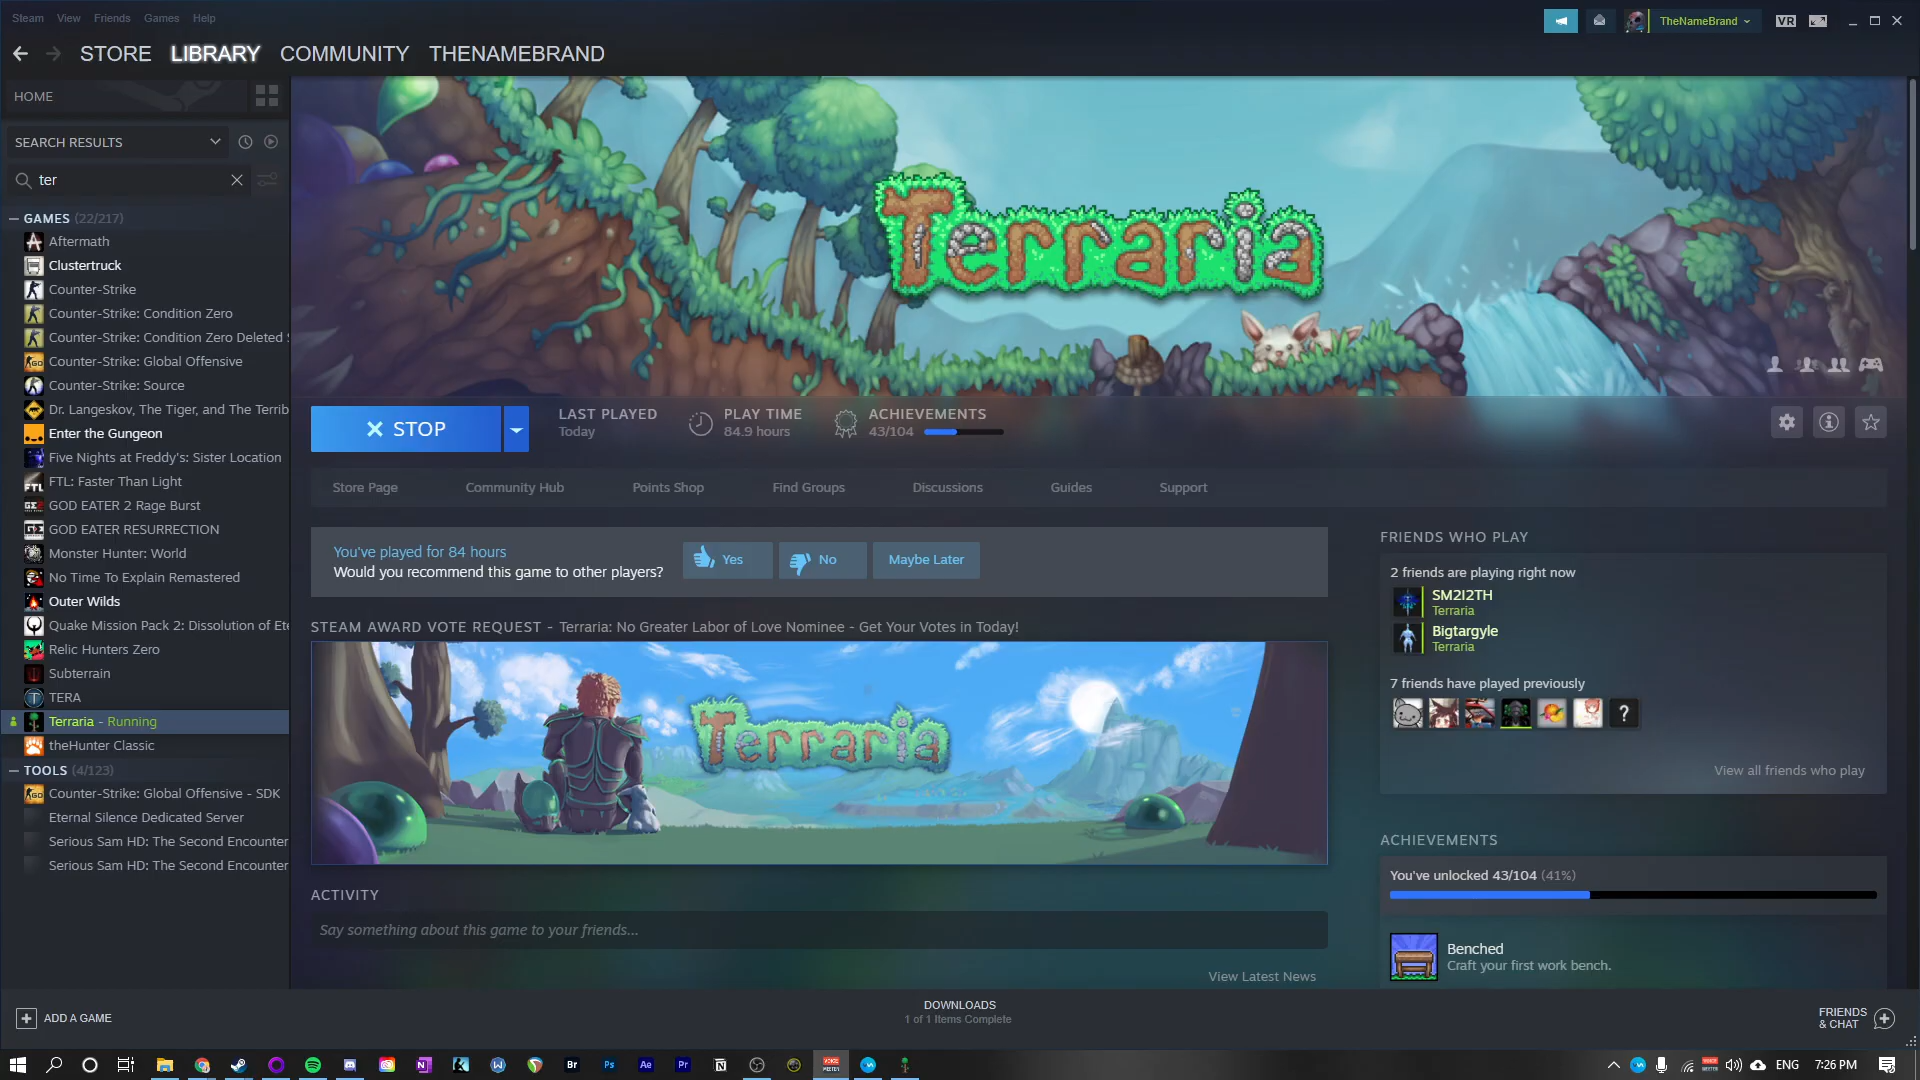 Steam View Friends Games Help
TheNameBrand
VR
STORE LIBRARY COMMUNITY THENAMEBRAND
HOME
SEARCH RESULTS
ter
GAMES (22/217)
Aftermath
Clustertruck
Counter-Strike
Counter-Strike: Condition Zero
Counter-Strike: Condition Zero Deleted S
Counter-Strike: Global Offensive
Counter-Strike: Source
Dr. Langeskov, The Tiger, and The Terrib
Enter the Gungeon
Five Nights at Freddy's: Sister Location
FTL: Faster Than Light
GOD EATER 2 Rage Burst
GOD EATER RESURRECTION
Monster Hunter: World
No Time To Explain Remastered
Outer Wilds
Quake Mission Pack 2: Dissolution of Ete
Relic Hunters Zero
Subterrain
TERA
Terraria - Running
theHunter Classic
TOOLS (4/123)
Counter-Strike: Global Offensive - SDK
Eternal Silence Dedicated Server
Serious Sam HD: The Second Encounter
Serious Sam HD: The Second Encounter
Terraria
STOP
LAST PLAYED
Today
PLAY TIME
84.9 hours
ACHIEVEMENTS
43/104
Store Page Community Hub Points Shop Find Groups Discussions Guides Support
You've played for 84 hours
Would you recommend this game to other players?
Yes No Maybe Later
STEAM AWARD VOTE REQUEST - Terraria: No Greater Labor of Love Nominee - Get Your Votes in Today!
Terraria
ACTIVITY
Say something about this game to your friends...
View Latest News
FRIENDS WHO PLAY
2 friends are playing right now
SM2I2TH
Terraria
Bigtargyle
Terraria
7 friends have played previously
?
View all friends who play
ACHIEVEMENTS
You've unlocked 43/104 (41%)
Benched
Craft your first work bench.
ADD A GAME
DOWNLOADS
1 of 1 Items Complete
FRIENDS
& CHAT
Br Ps Ae Pr
ENG 7:26 PM